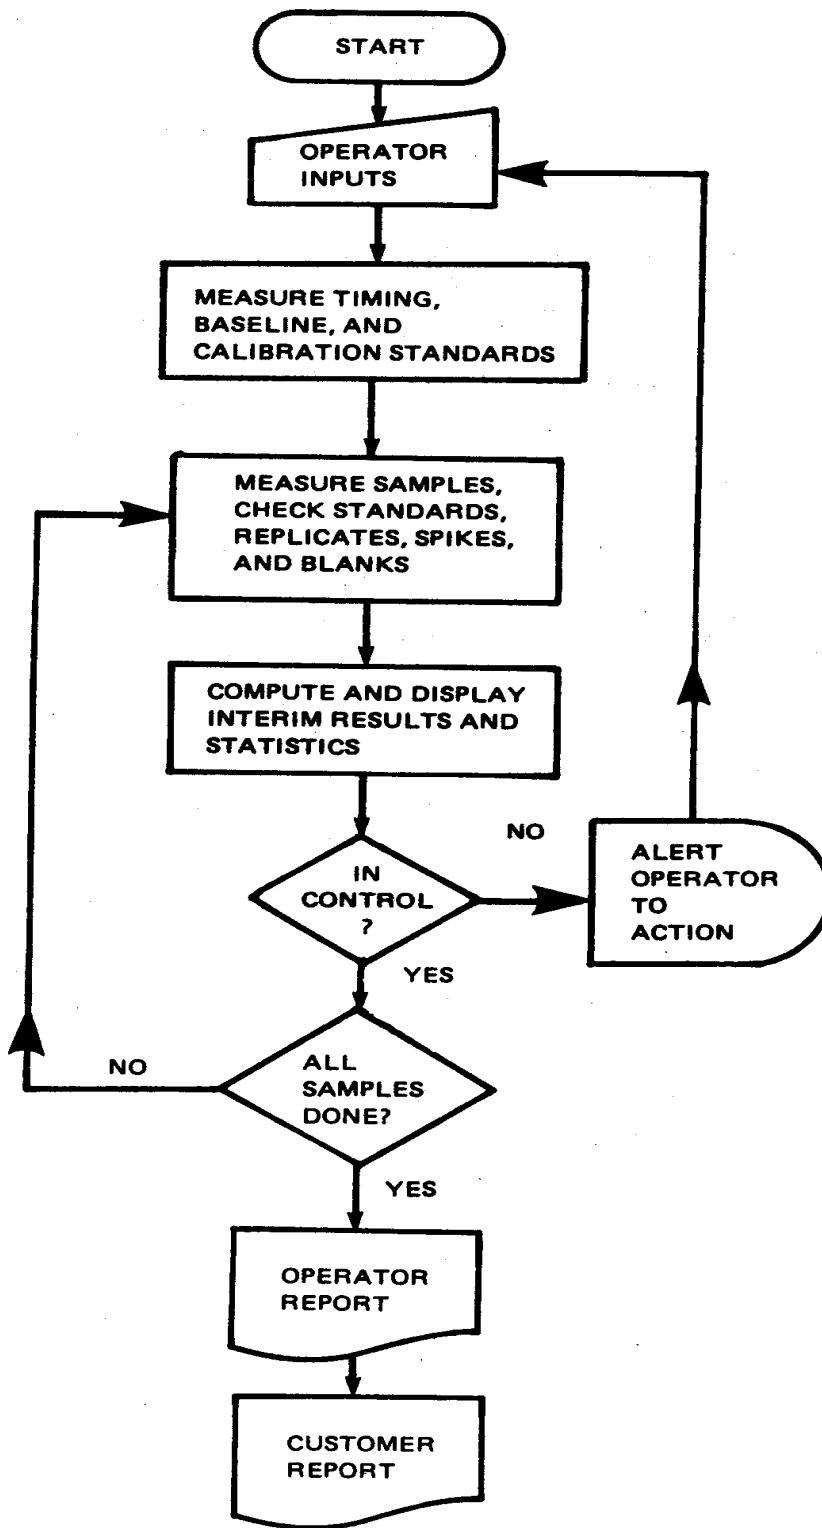 START
OPERATOR
INPUTS
MEASURE TIMING,
BASELINE, AND
CALIBRATION STANDARDS
MEASURE SAMPLES,
CHECK STANDARDS,
REPLICATES, SPIKES,
AND BLANKS
COMPUTE AND DISPLAY
INTERIM RESULTS AND
STATISTICS
IN
CONTROL
?
NO
ALERT
OPERATOR
TO
ACTION
YES
ALL
SAMPLES
DONE?
NO
YES
OPERATOR
REPORT
CUSTOMER
REPORT